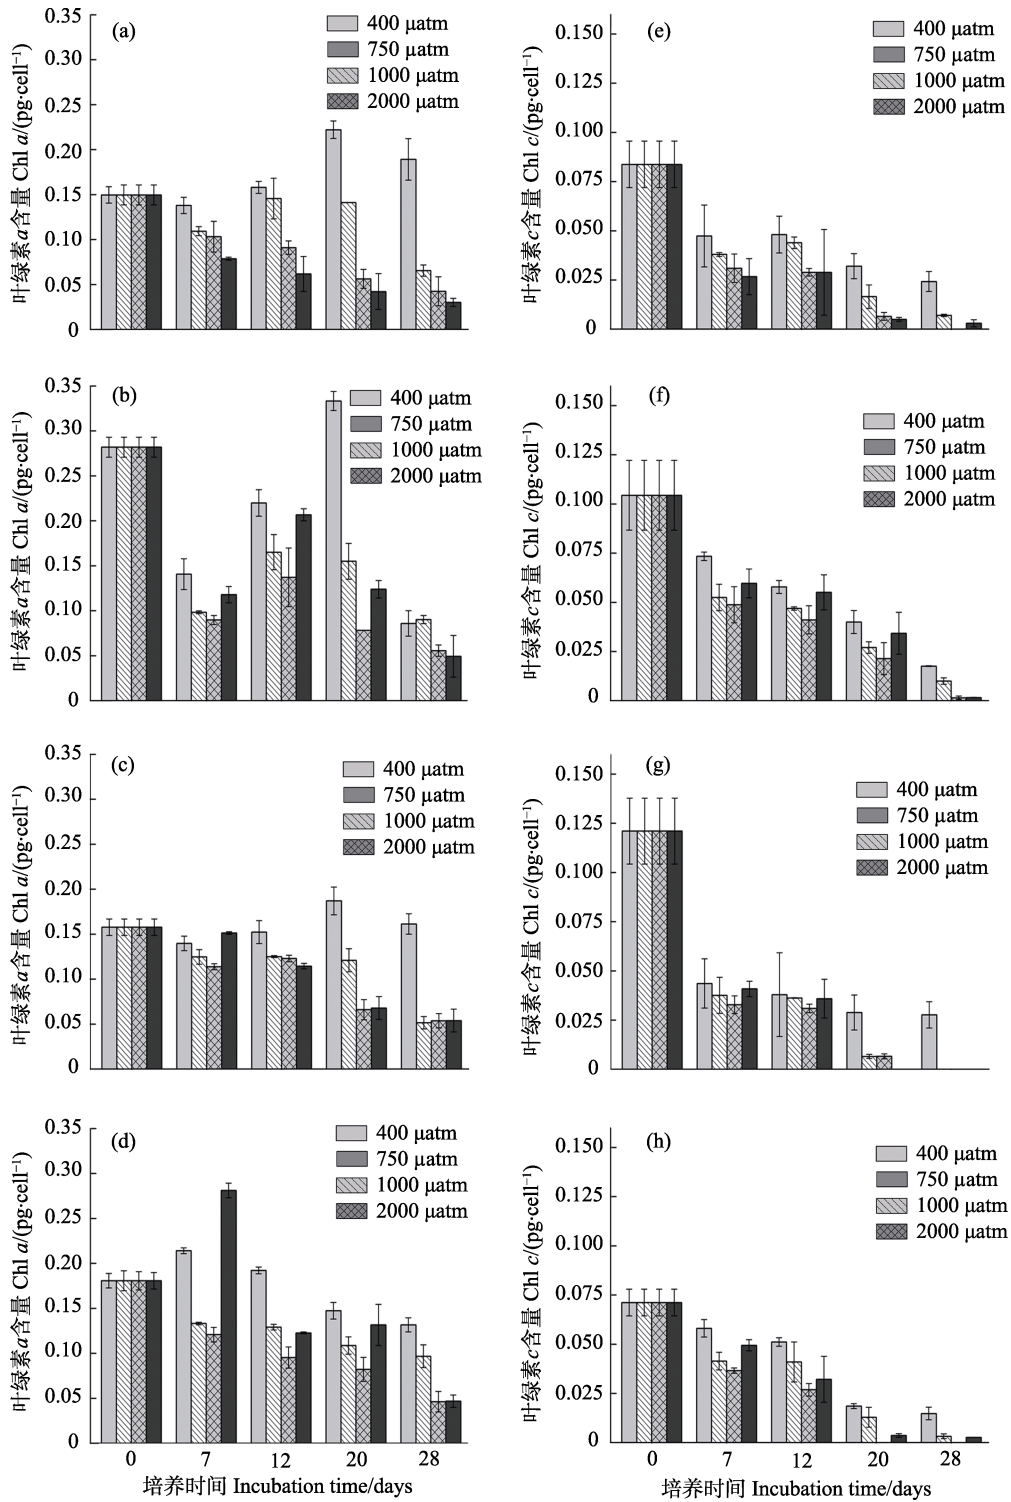 (a)
400 μatm
750 μatm
1000 μatm
2000 μatm
0.35
0.30
0.25
0.20
0.15
0.10
0.05
0
叶绿素a含量 Chl a/(pg·cell⁻¹)
(e)
400 μatm
750 μatm
1000 μatm
2000 μatm
0.150
0.125
0.100
0.075
0.050
0.025
0
叶绿素c含量 Chl c/(pg·cell⁻¹)
(b)
400 μatm
750 μatm
1000 μatm
2000 μatm
0.35
0.30
0.25
0.20
0.15
0.10
0.05
0
叶绿素a含量 Chl a/(pg·cell⁻¹)
(f)
400 μatm
750 μatm
1000 μatm
2000 μatm
0.150
0.125
0.100
0.075
0.050
0.025
0
叶绿素c含量 Chl c/(pg·cell⁻¹)
(c)
400 μatm
750 μatm
1000 μatm
2000 μatm
0.35
0.30
0.25
0.20
0.15
0.10
0.05
0
叶绿素a含量 Chl a/(pg·cell⁻¹)
(g)
400 μatm
750 μatm
1000 μatm
2000 μatm
0.150
0.125
0.100
0.075
0.050
0.025
0
叶绿素c含量 Chl c/(pg·cell⁻¹)
(d)
400 μatm
750 μatm
1000 μatm
2000 μatm
0.35
0.30
0.25
0.20
0.15
0.10
0.05
0
叶绿素a含量 Chl a/(pg·cell⁻¹)
0 7 12 20 28
培养时间 Incubation time/days
(h)
400 μatm
750 μatm
1000 μatm
2000 μatm
0.150
0.125
0.100
0.075
0.050
0.025
0
叶绿素c含量 Chl c/(pg·cell⁻¹)
0 7 12 20 28
培养时间 Incubation time/days